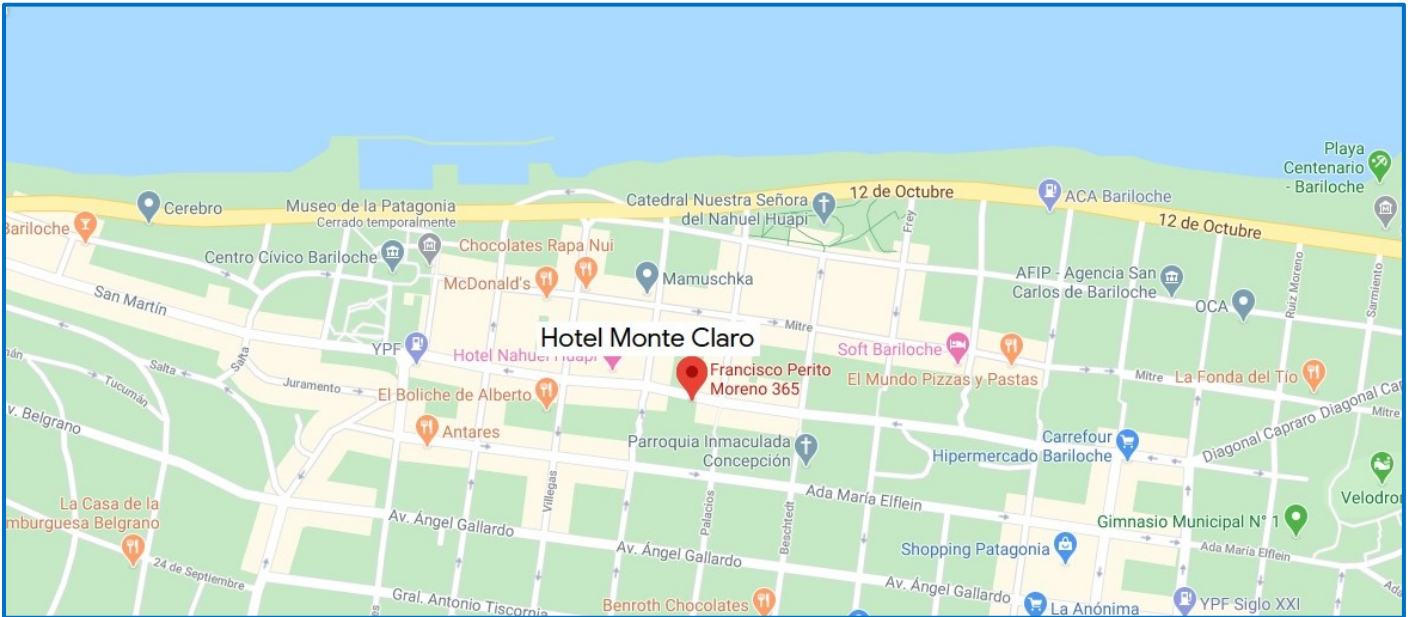 Playa
Centenario
- Bariloche
Catedral Nuestra Señora
del Nahuel Huapi
12 de Octubre
ACA Bariloche
Cerebro
Museo de la Patagonia
Cerrado temporalmente
12 de Octubre
Frey
Bariloche
Centro Cívico Bariloche
Chocolates Rapa Nui
McDonald's
Mamuschka
AFIP - Agencia San
Carlos de Bariloche
OCA
Ruiz Moreno
Sarmiento
San Martín
Mitre
Hotel Monte Claro
YPF
Salta
Salta
Tucumán
Juramento
Hotel Nahuel Huapi
Francisco Perito
Moreno 365
Soft Bariloche
El Mundo Pizzas y Pastas
Mitre
La Fonda del Tío
Mitre
El Boliche de Alberto
Antares
v. Belgrano
Parroquia Inmaculada
Concepción
Carrefour
Hipermercado Bariloche
Diagonal Capraro
Diagonal Cap
Villegas
Palacios
Beschtedt
Ada María Elflein
Velodro
La Casa de la
mburguesa Belgrano
Av. Ángel Gallardo
Av. Ángel Gallardo
Av. Ángel Gallardo
Gimnasio Municipal N° 1
Shopping Patagonia
Ada María Elflein
24 de Septiembre
Gral. Antonio Tiscornia
Benroth Chocolates
La Anónima
YPF Siglo XXI